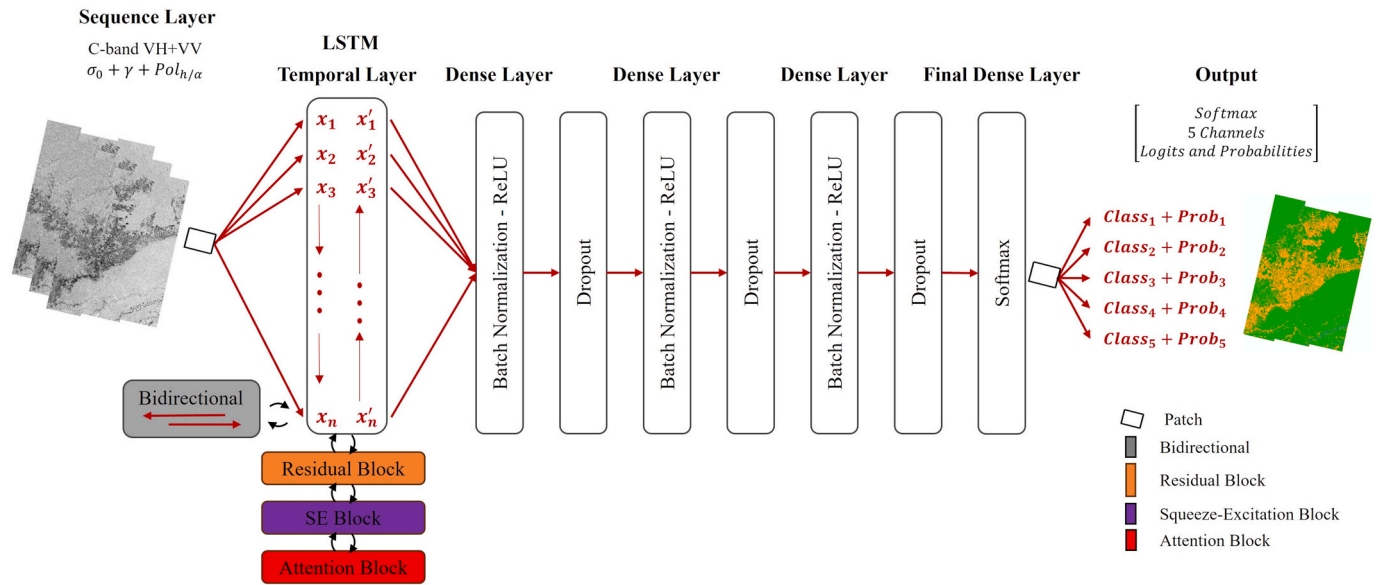 Sequence Layer
C-band VH+VV
σ₀ + γ + Pol_{h/α}
LSTM
Temporal Layer
Dense Layer
Dense Layer
Dense Layer
Final Dense Layer
Output
[Softmax
5 Channels
Logits and Probabilities]
x₁ x′₁
x₂ x′₂
x₃ x′₃
xₙ x′ₙ
Batch Normalization - ReLU
Dropout
Batch Normalization - ReLU
Dropout
Batch Normalization - ReLU
Dropout
Softmax
Class₁ + Prob₁
Class₂ + Prob₂
Class₃ + Prob₃
Class₄ + Prob₄
Class₅ + Prob₅
Bidirectional
Residual Block
SE Block
Attention Block
Patch
Bidirectional
Residual Block
Squeeze-Excitation Block
Attention Block